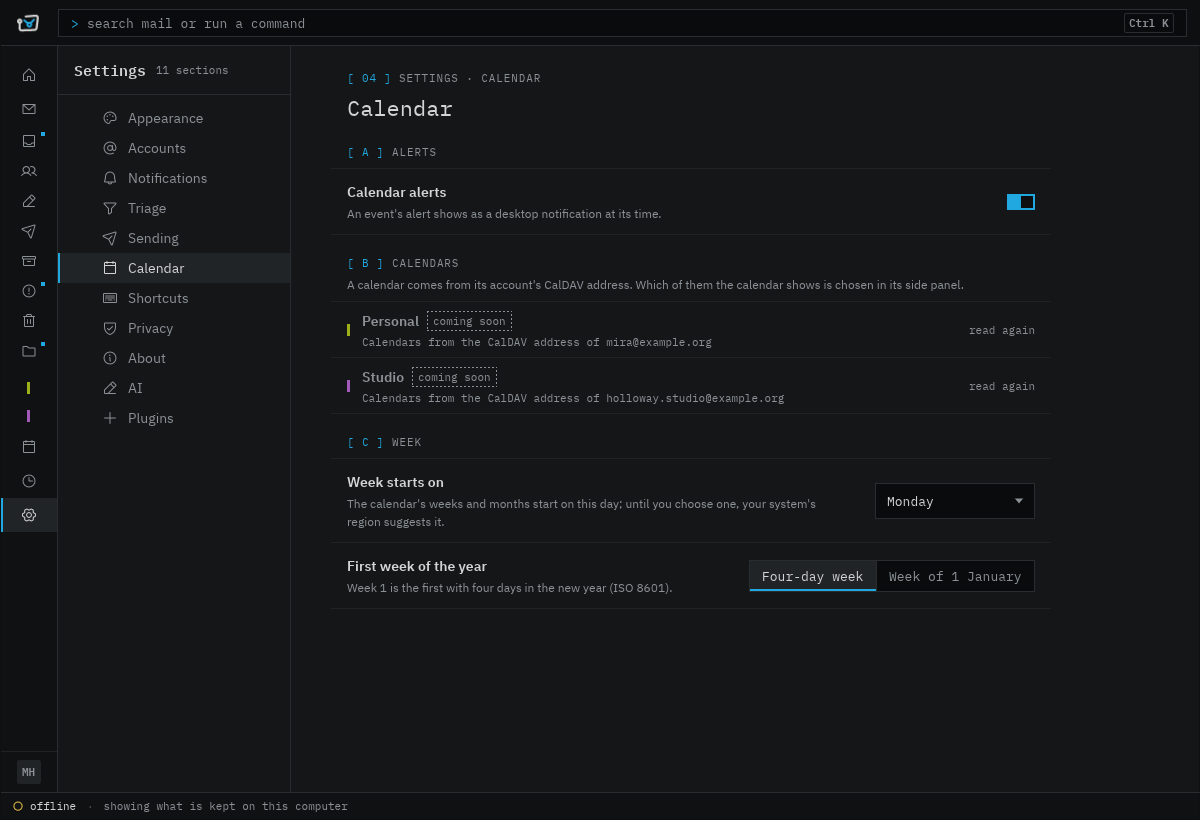 > search mail or run a command
Ctrl K
Settings 11 sections
Appearance
Accounts
Notifications
Triage
Sending
Calendar
Shortcuts
Privacy
About
AI
Plugins
[ 04 ] SETTINGS · CALENDAR
Calendar
[ A ] ALERTS
Calendar alerts
An event's alert shows as a desktop notification at its time.
[ B ] CALENDARS
A calendar comes from its account's CalDAV address. Which of them the calendar shows is chosen in its side panel.
Personal coming soon
Calendars from the CalDAV address of mira@example.org
read again
Studio coming soon
Calendars from the CalDAV address of holloway.studio@example.org
read again
[ C ] WEEK
Week starts on
The calendar's weeks and months start on this day; until you choose one, your system's
region suggests it.
Monday
First week of the year
Week 1 is the first with four days in the new year (ISO 8601).
Four-day week
Week of 1 January
MH
offline · showing what is kept on this computer